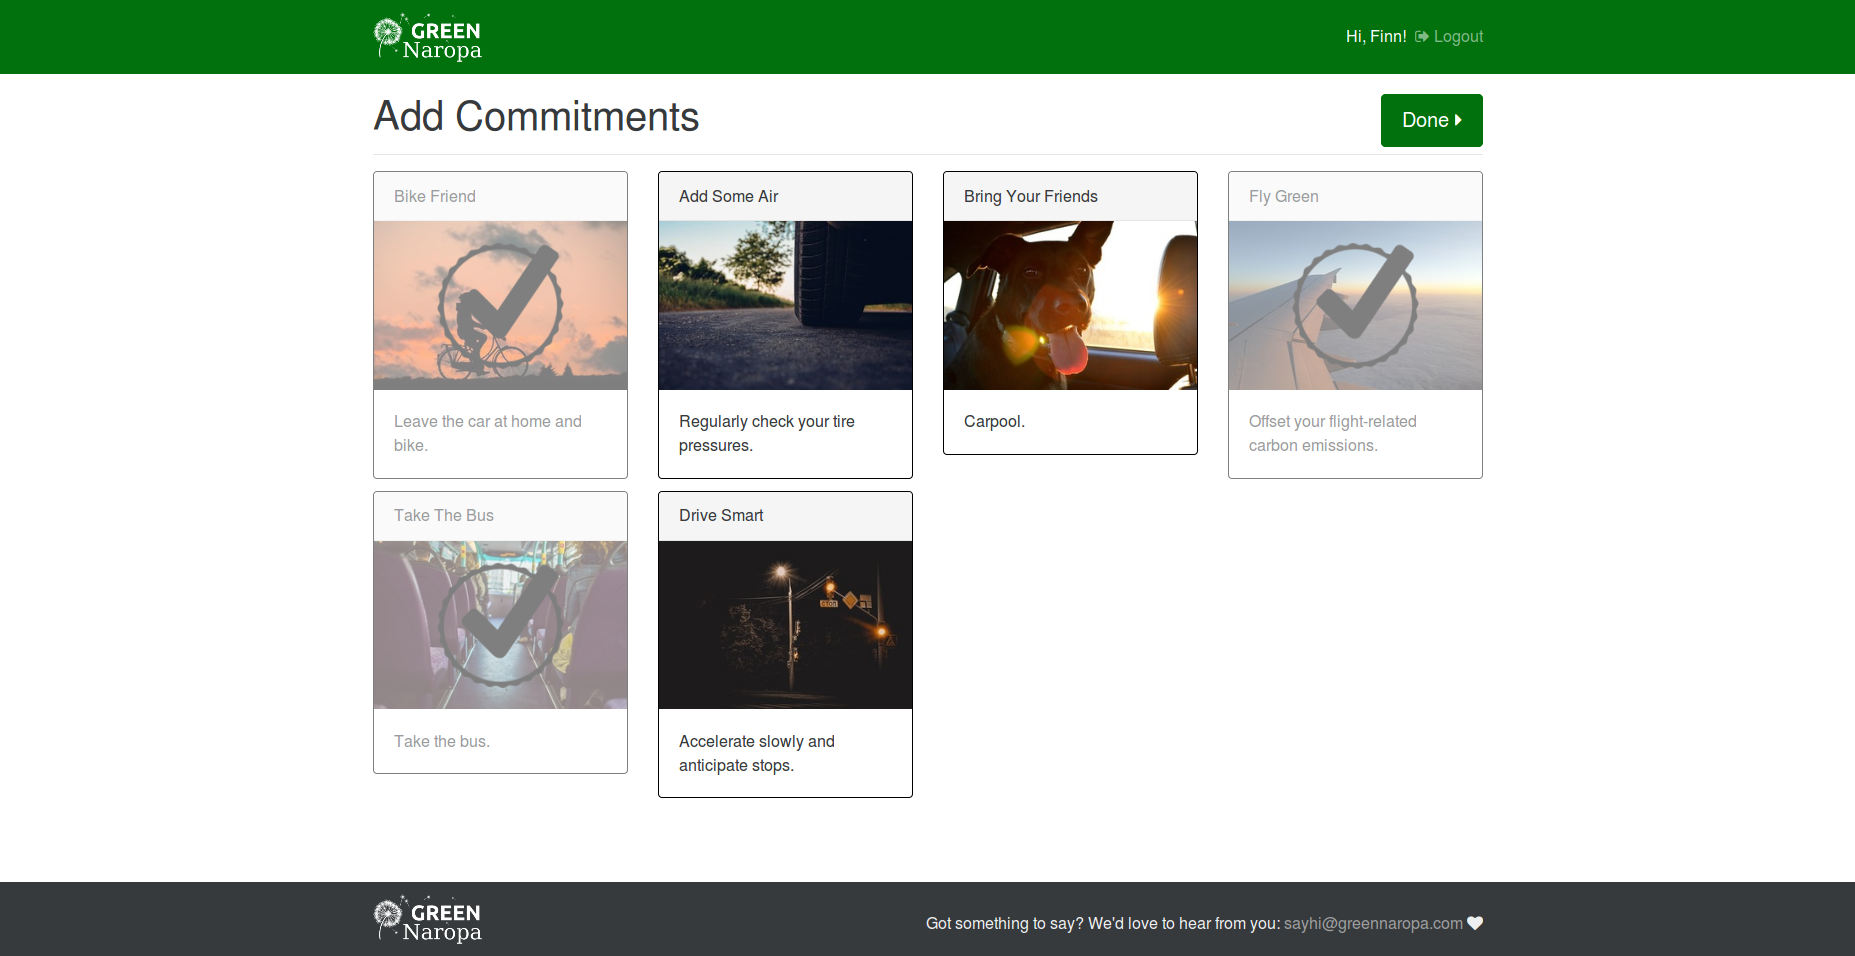 GREEN
Naropa
Hi, Finn! Logout
Add Commitments
Done
Bike Friend
Leave the car at home and
bike.
Add Some Air
Regularly check your tire
pressures.
Bring Your Friends
Carpool.
Fly Green
Offset your flight-related
carbon emissions.
Take The Bus
Take the bus.
Drive Smart
Accelerate slowly and
anticipate stops.
GREEN
Naropa
Got something to say? We'd love to hear from you: sayhi@greennaropa.com